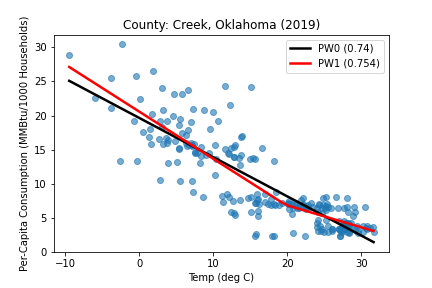 County: Creek, Oklahoma (2019)
PW0 (0.74)
PW1 (0.754)
Per-Capita Consumption (MMBtu/1000 Households)
30
25
20
15
10
5
0
−10
0
10
20
30
Temp (deg C)